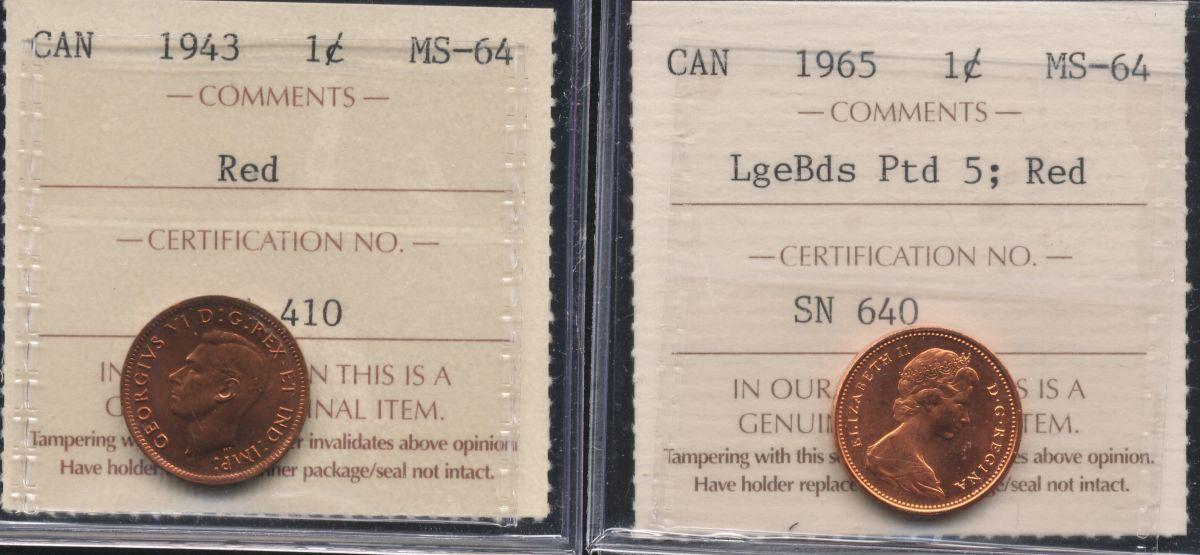 CAN 1943 1¢ MS-64
— COMMENTS —
Red
— CERTIFICATION NO. —
410
IN THIS IS A
INAL ITEM.
Tampering invalidates above opinion
Have holder package/seal not intact.
GEORGIVS VI D:G:REX ET IND:IMP:
CAN 1965 1¢ MS-64
— COMMENTS —
LgeBds Ptd 5; Red
— CERTIFICATION NO. —
SN 640
IN OUR S IS A
GENUI TEM.
Tampering with this above opinion.
Have holder replace /seal not intact.
ELIZABETH II D·G·REGINA